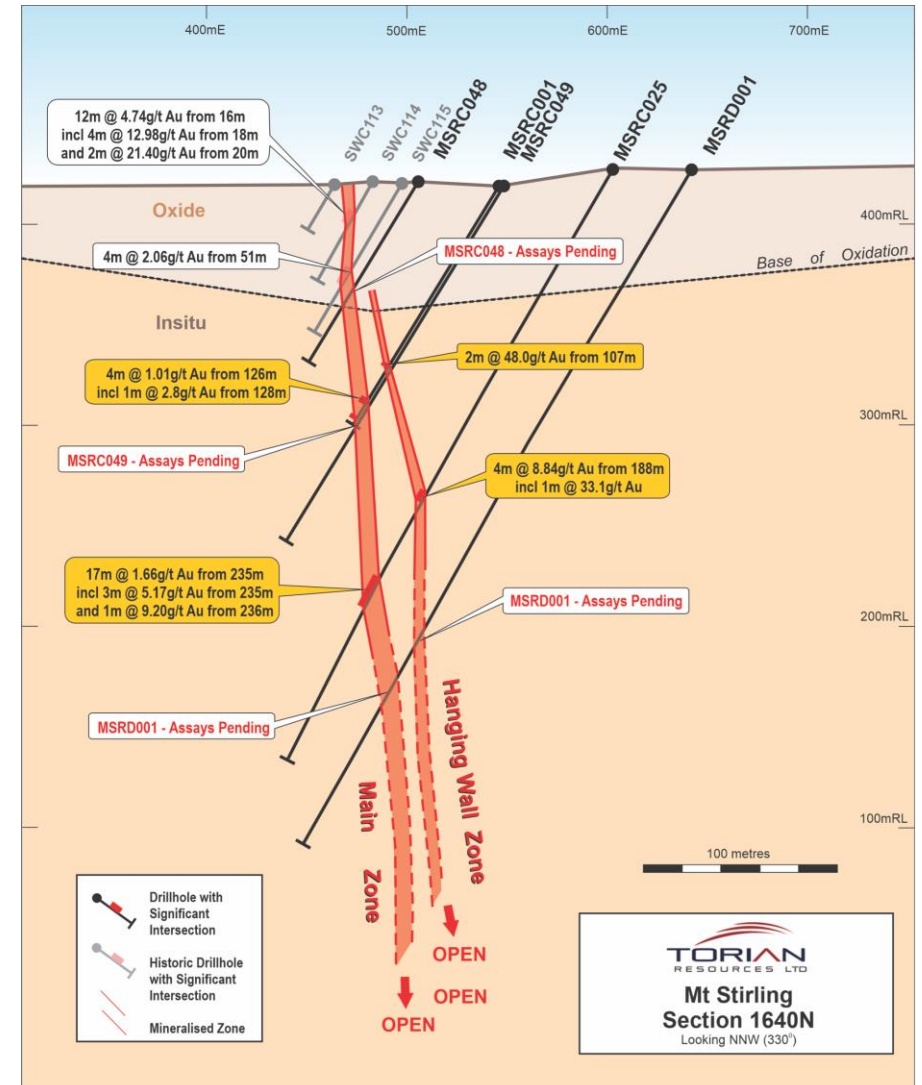 400mE
500mE
600mE
700mE
12m @ 4.74g/t Au from 16m
incl 4m @ 12.98g/t Au from 18m
and 2m @ 21.40g/t Au from 20m
SWC113
SWC114
SWC115
MSRC048
MSRC001
MSRC049
MSRC025
MSRD001
Oxide
400mRL
4m @ 2.06g/t Au from 51m
MSRC048 - Assays Pending
Base of Oxidation
Insitu
2m @ 48.0g/t Au from 107m
4m @ 1.01g/t Au from 126m
incl 1m @ 2.8g/t Au from 128m
300mRL
MSRC049 - Assays Pending
4m @ 8.84g/t Au from 188m
incl 1m @ 33.1g/t Au
17m @ 1.66g/t Au from 235m
incl 3m @ 5.17g/t Au from 235m
and 1m @ 9.20g/t Au from 236m
MSRD001 - Assays Pending
200mRL
MSRD001 - Assays Pending
Main Zone
Hanging Wall Zone
100mRL
100 metres
OPEN
OPEN
OPEN
Drillhole with
Significant
Intersection
Historic Drillhole
with Significant
Intersection
Mineralised Zone
TORIAN
RESOURCES LTD
Mt Stirling
Section 1640N
Looking NNW (330⁰)